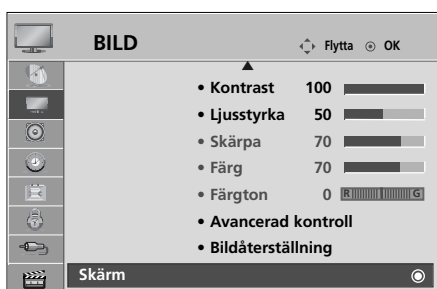 BILD Flytta OK
• Kontrast 100
• Ljusstyrka 50
• Skärpa 70
• Färg 70
• Färgton 0 R G
• Avancerad kontroll
• Bildåterställning
Skärm